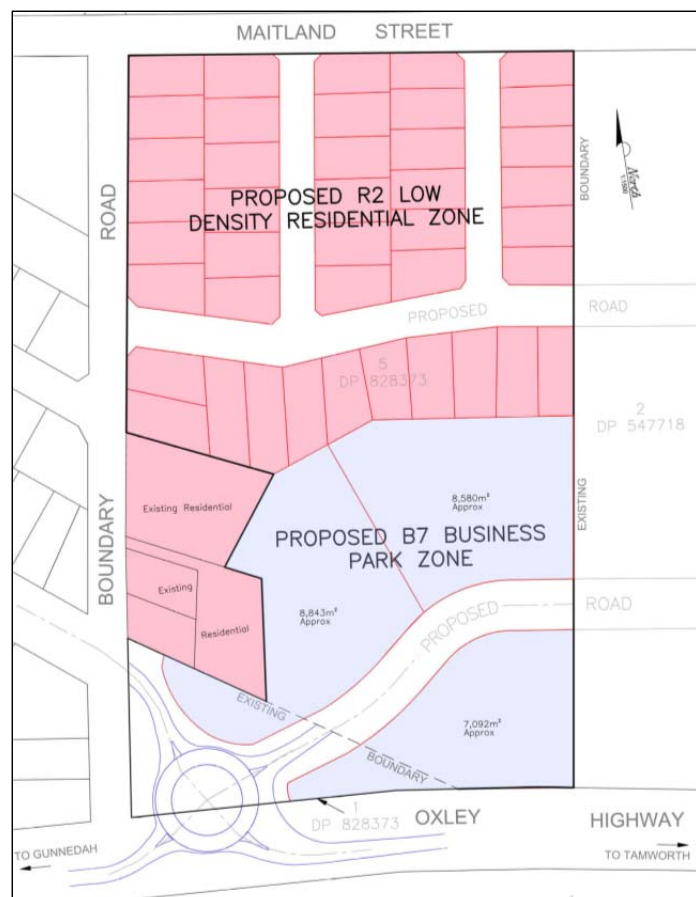 MAITLAND STREET
ROAD
BOUNDARY
North
PROPOSED R2 LOW
DENSITY RESIDENTIAL ZONE
PROPOSED
ROAD
5
DP 828373
2
DP 547718
Existing Residential
8,580m²
Approx
EXISTING
PROPOSED B7 BUSINESS
PARK ZONE
BOUNDARY
Existing
Residential
8,843m²
Approx
PROPOSED
ROAD
EXISTING
BOUNDARY
7,092m²
Approx
1
DP 828373
OXLEY
HIGHWAY
TO GUNNEDAH
TO TAMWORTH